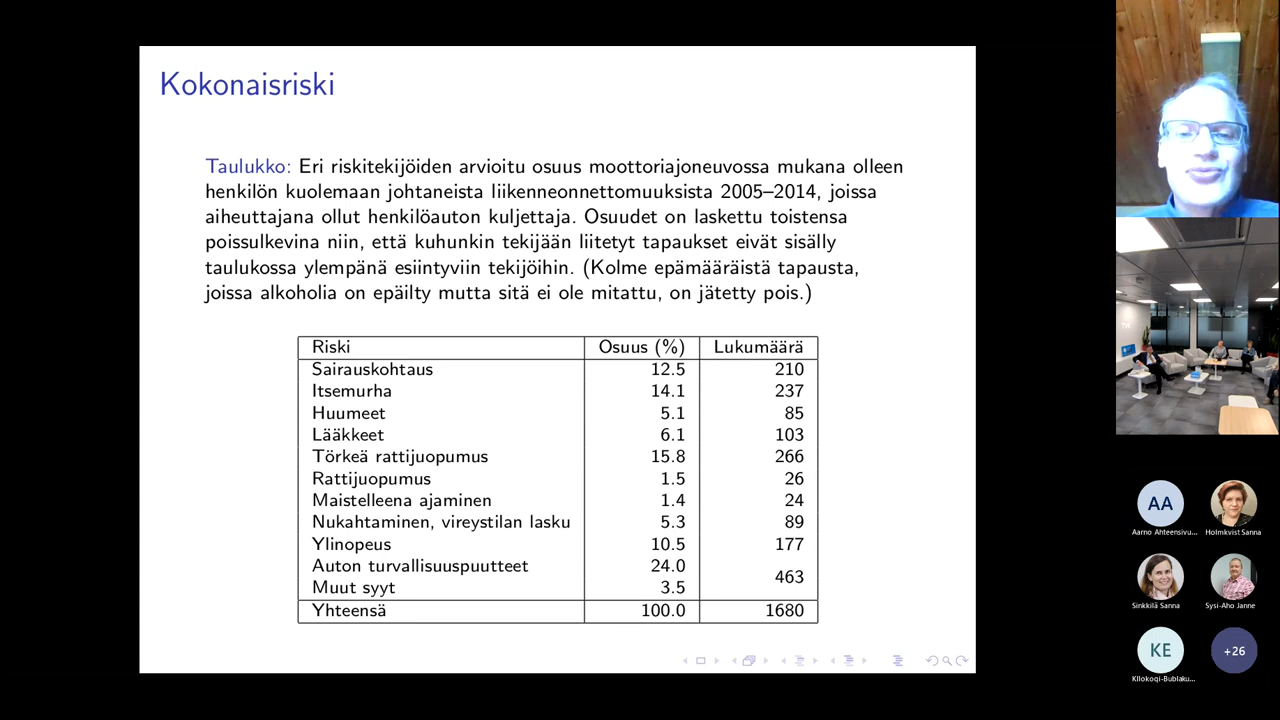 Kokonaisriski
Taulukko: Eri riskitekijöiden arvioitu osuus moottoriajoneuvossa mukana olleen
henkilön kuolemaan johtaneista liikenneonnettomuuksista 2005–2014, joissa
aiheuttajana ollut henkilöauton kuljettaja. Osuudet on laskettu toistensa
poissulkevina niin, että kuhunkin tekijään liitetyt tapaukset eivät sisälly
taulukossa ylempänä esiintyviin tekijöihin. (Kolme epämääräistä tapausta,
joissa alkoholia on epäilty mutta sitä ei ole mitattu, on jätetty pois.)
Riski Osuus (%) Lukumäärä
Sairauskohtaus 12.5 210
Itsemurha 14.1 237
Huumeet 5.1 85
Lääkkeet 6.1 103
Törkeä rattijuopumus 15.8 266
Rattijuopumus 1.5 26
Maistelleena ajaminen 1.4 24
Nukahtaminen, vireystilan lasku 5.3 89
Ylinopeus 10.5 177
Auton turvallisuuspuutteet 24.0
463
Muut syyt 3.5
Yhteensä 100.0 1680
AA
Aarno Ahteensivu... Holmkvist Sanna
Sinkkilä Sanna Sysi-Aho Janne
KE +26
Kllokoqi-Bublaku...